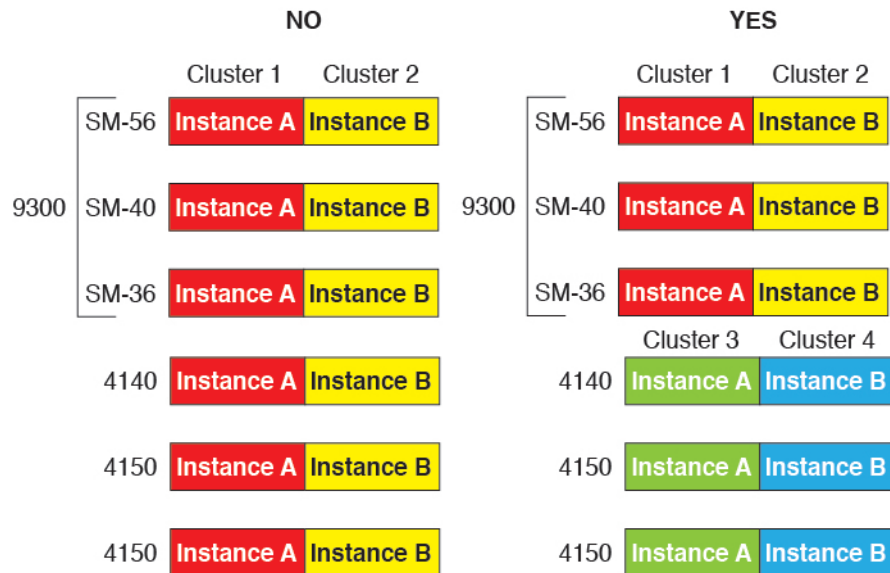 NO YES
Cluster 1 Cluster 2 Cluster 1 Cluster 2
SM-56 Instance A Instance B SM-56 Instance A Instance B
9300 SM-40 Instance A Instance B 9300 SM-40 Instance A Instance B
SM-36 Instance A Instance B SM-36 Instance A Instance B
Cluster 3 Cluster 4
4140 Instance A Instance B 4140 Instance A Instance B
4150 Instance A Instance B 4150 Instance A Instance B
4150 Instance A Instance B 4150 Instance A Instance B